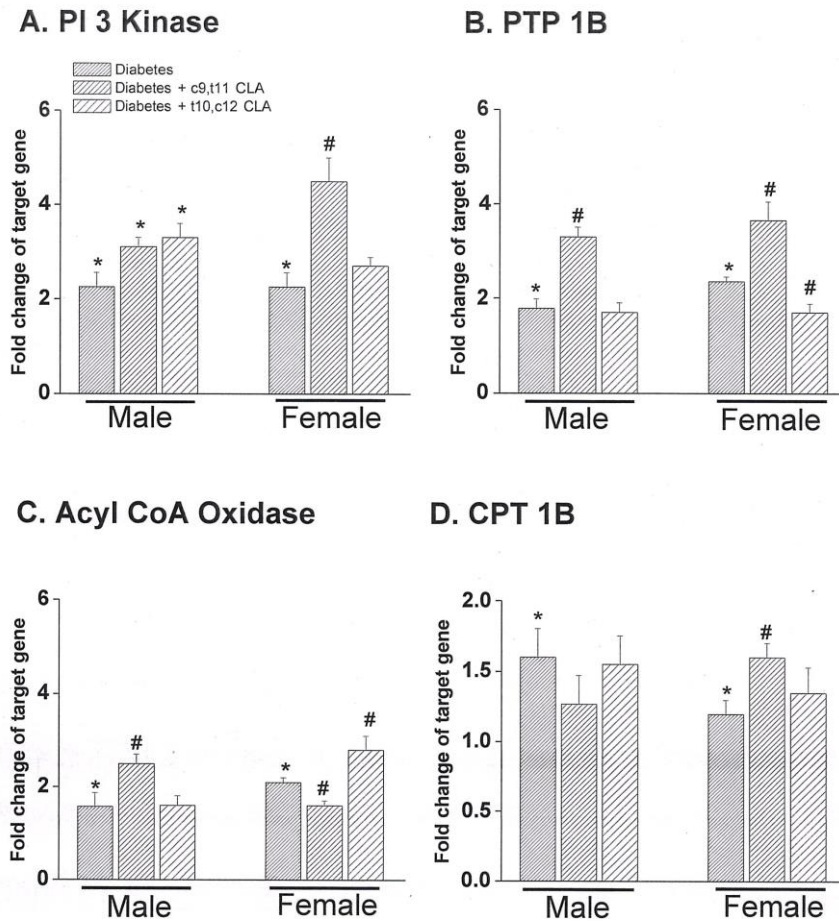 A. PI 3 Kinase
Diabetes
Diabetes + c9,t11 CLA
Diabetes + t10,c12 CLA
Fold change of target gene
6
4
2
0
* * * * #
Male Female
B. PTP 1B
Fold change of target gene
6
4
2
0
* # * # #
Male Female
C. Acyl CoA Oxidase
Fold change of target gene
6
4
2
0
* # * # #
Male Female
D. CPT 1B
Fold change of target gene
2.0
1.5
1.0
0.5
0.0
* * #
Male Female